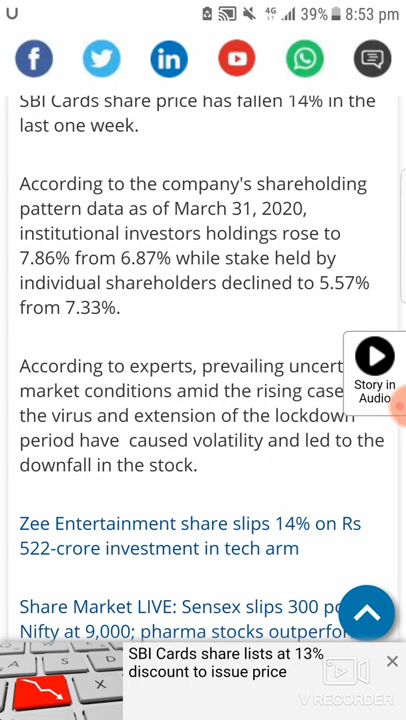 4G 39% 8:53 pm
SBI Cards share price has fallen 14% in the
last one week.
According to the company's shareholding
pattern data as of March 31, 2020,
institutional investors holdings rose to
7.86% from 6.87% while stake held by
individual shareholders declined to 5.57%
from 7.33%.
According to experts, prevailing
market conditions amid the rising
the virus and extension of the lockdown
period have caused volatility and led to the
downfall in the stock.
Story in
Audio
Zee Entertainment share slips 14% on Rs
522-crore investment in tech arm
Share Market LIVE: Sensex slips 300
Nifty at 9,000; pharma stocks
SBI Cards share lists at 13%
discount to issue price
A S D X
V RECORDER